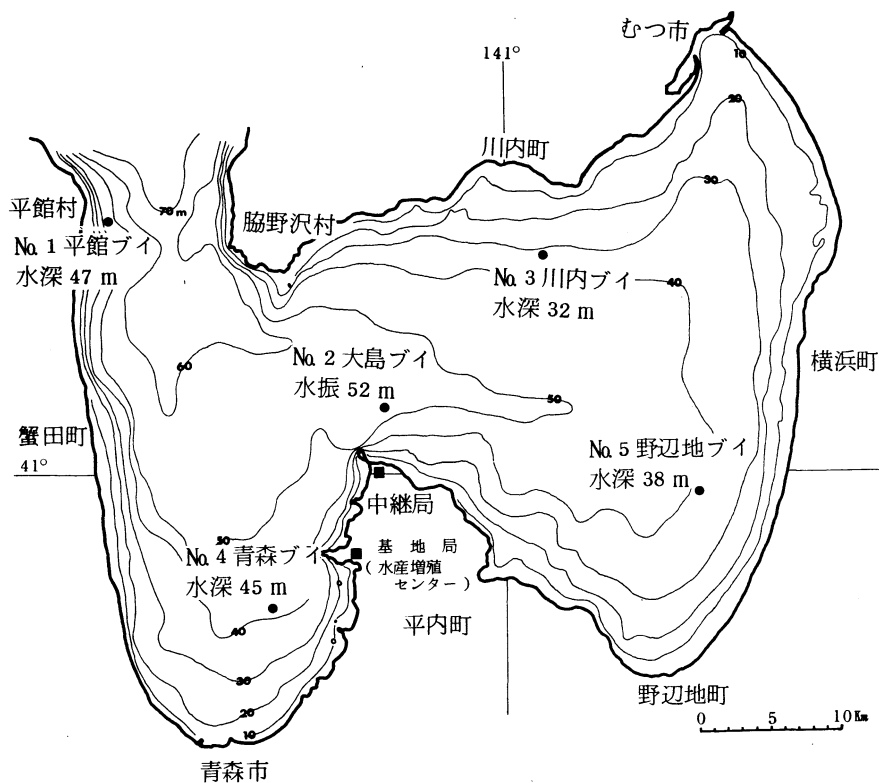 むつ市
141°
10
20
川内町
30
平舘村
70m
脇野沢村
No. 1 平舘ブイ
水深 47 m
No. 3 川内ブイ
水深 32 m
40
No. 2 大島ブイ
水振 52 m
60
横浜町
50
蟹田町
41°
No. 5 野辺地ブイ
水深 38 m
中継局
50
No. 4 青森ブイ
水深 45 m
基地局
(水産増殖
センター)
40
平内町
30
野辺地町
20
10
0 5 10 Km
青森市